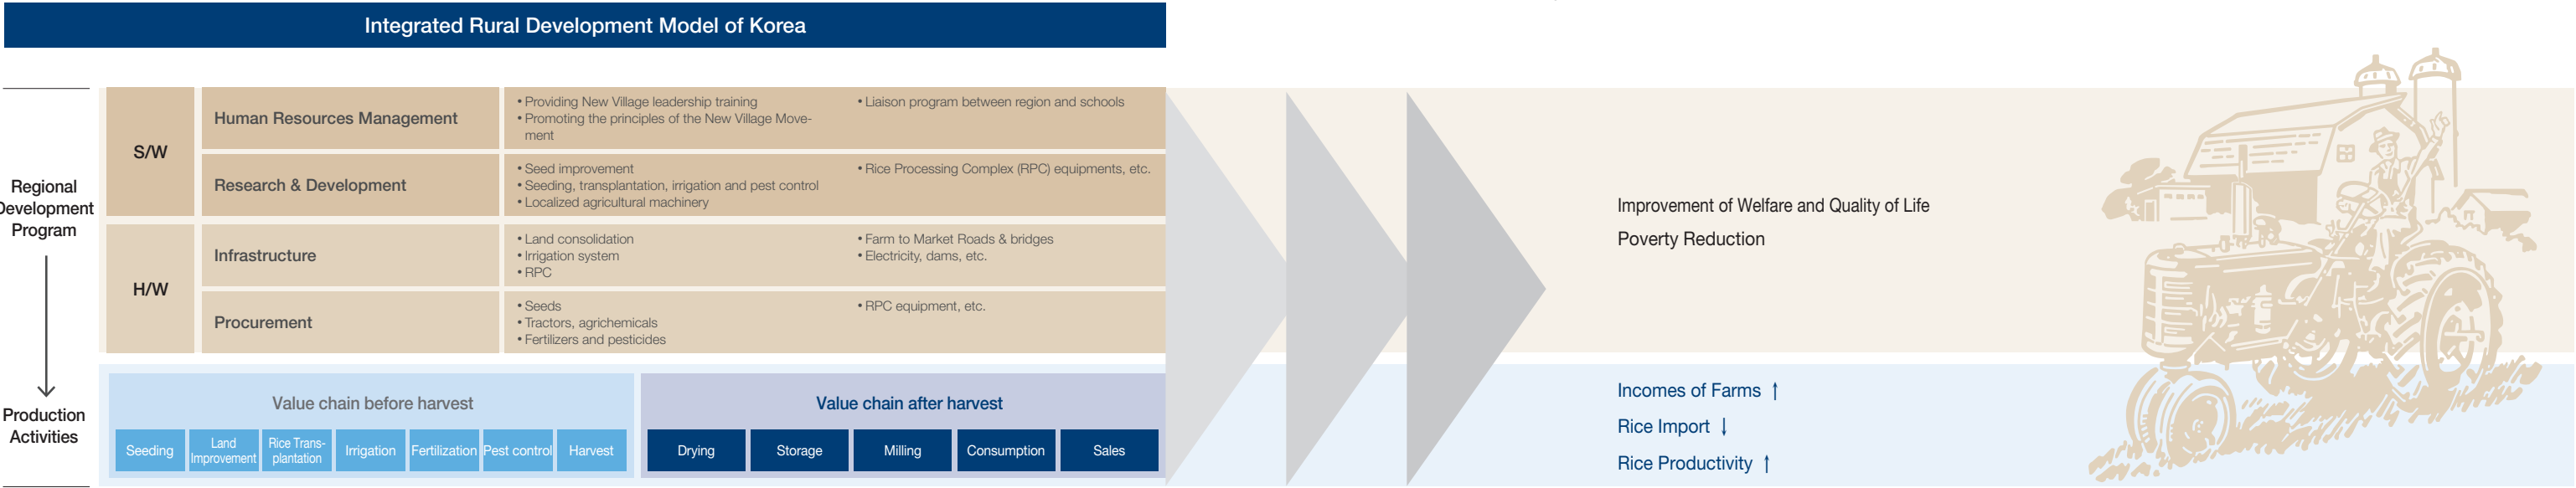 Integrated Rural Development Model of Korea
Regional
Development
Program
Production
Activities
S/W
Human Resources Management
• Providing New Village leadership training
• Promoting the principles of the New Village Move-
ment
• Liaison program between region and schools
Research & Development
• Seed improvement
• Seeding, transplantation, irrigation and pest control
• Localized agricultural machinery
• Rice Processing Complex (RPC) equipments, etc.
H/W
Infrastructure
• Land consolidation
• Irrigation system
• RPC
• Farm to Market Roads & bridges
• Electricity, dams, etc.
Procurement
• Seeds
• Tractors, agrichemicals
• Fertilizers and pesticides
• RPC equipment, etc.
Value chain before harvest
Seeding
Land
Improvement
Rice Trans-
plantation
Irrigation
Fertilization
Pest control
Harvest
Value chain after harvest
Drying
Storage
Milling
Consumption
Sales
Improvement of Welfare and Quality of Life
Poverty Reduction
Incomes of Farms ↑
Rice Import ↓
Rice Productivity ↑